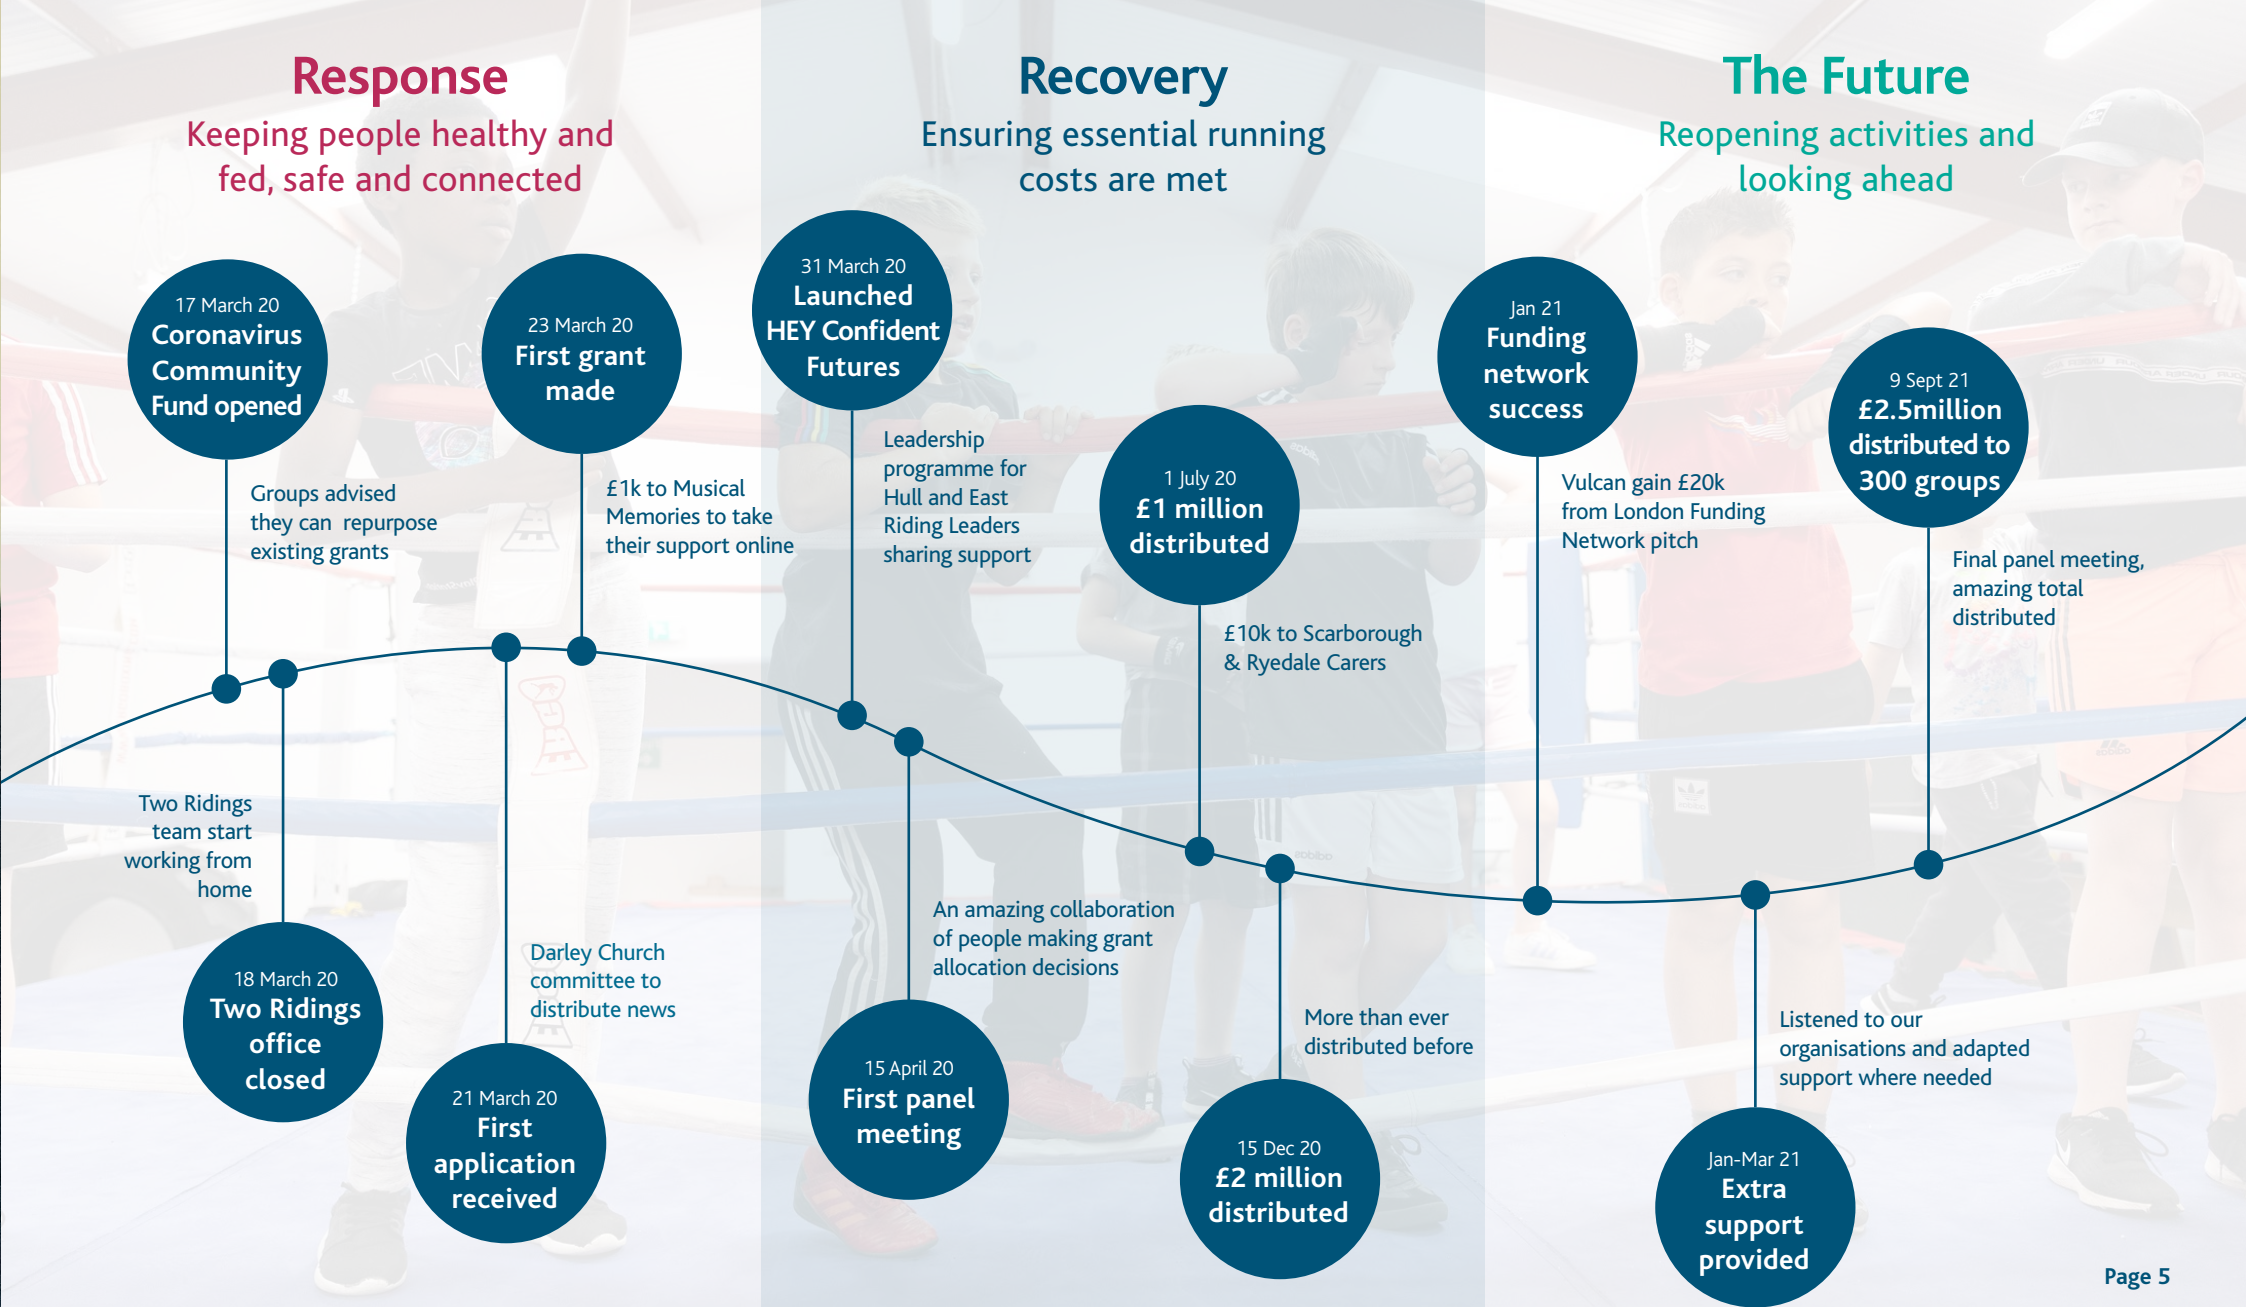 Response
Keeping people healthy and
fed, safe and connected
17 March 20
Coronavirus
Community
Fund opened
Groups advised
they can repurpose
existing grants
Two Ridings
team start
working from
home
18 March 20
Two Ridings
office
closed
Darley Church
committee to
distribute news
21 March 20
First
application
received
23 March 20
First grant
made
£1k to Musical
Memories to take
their support online
Recovery
Ensuring essential running
costs are met
31 March 20
Launched
HEY Confident
Futures
Leadership
programme for
Hull and East
Riding Leaders
sharing support
An amazing collaboration
of people making grant
allocation decisions
15 April 20
First panel
meeting
1 July 20
£1 million
distributed
£10k to Scarborough
& Ryedale Carers
More than ever
distributed before
15 Dec 20
£2 million
distributed
The Future
Reopening activities and
looking ahead
Jan 21
Funding
network
success
Vulcan gain £20k
from London Funding
Network pitch
Listened to our
organisations and adapted
support where needed
Jan-Mar 21
Extra
support
provided
9 Sept 21
£2.5million
distributed to
300 groups
Final panel meeting,
amazing total
distributed
Page 5